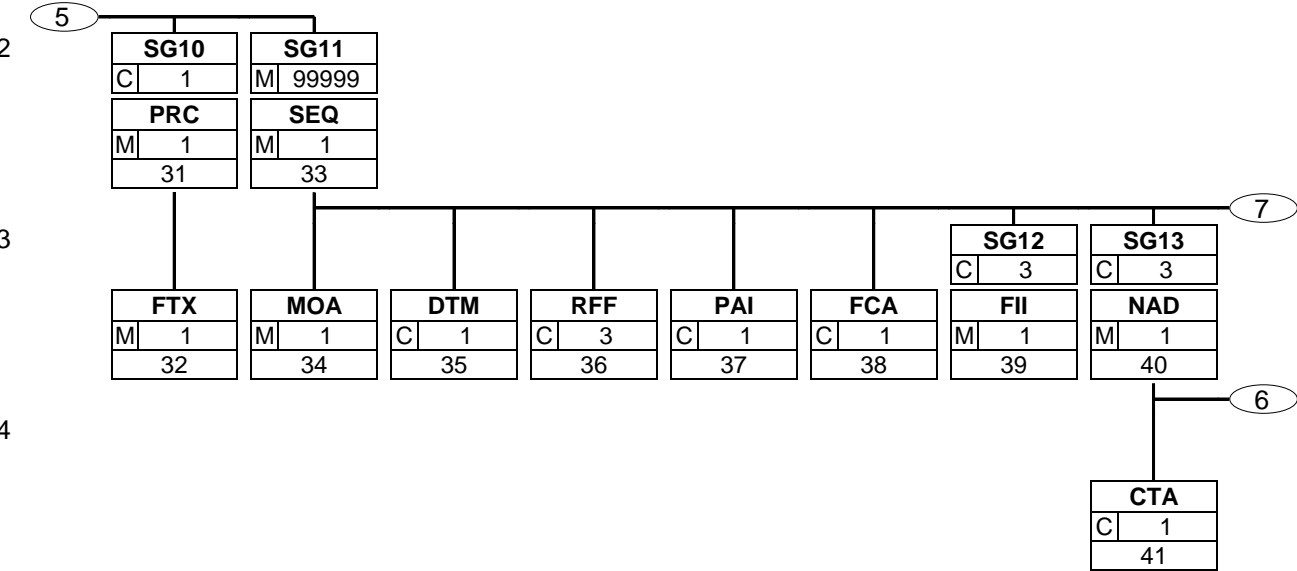 5
2
SG10 SG11
C 1 M 99999
PRC SEQ
M 1 M 1
31 33
7
3
SG12 SG13
C 3 C 3
FTX MOA DTM RFF PAI FCA FII NAD
M 1 M 1 C 1 C 3 C 1 C 1 M 1 M 1
32 34 35 36 37 38 39 40
6
4
CTA
C 1
41